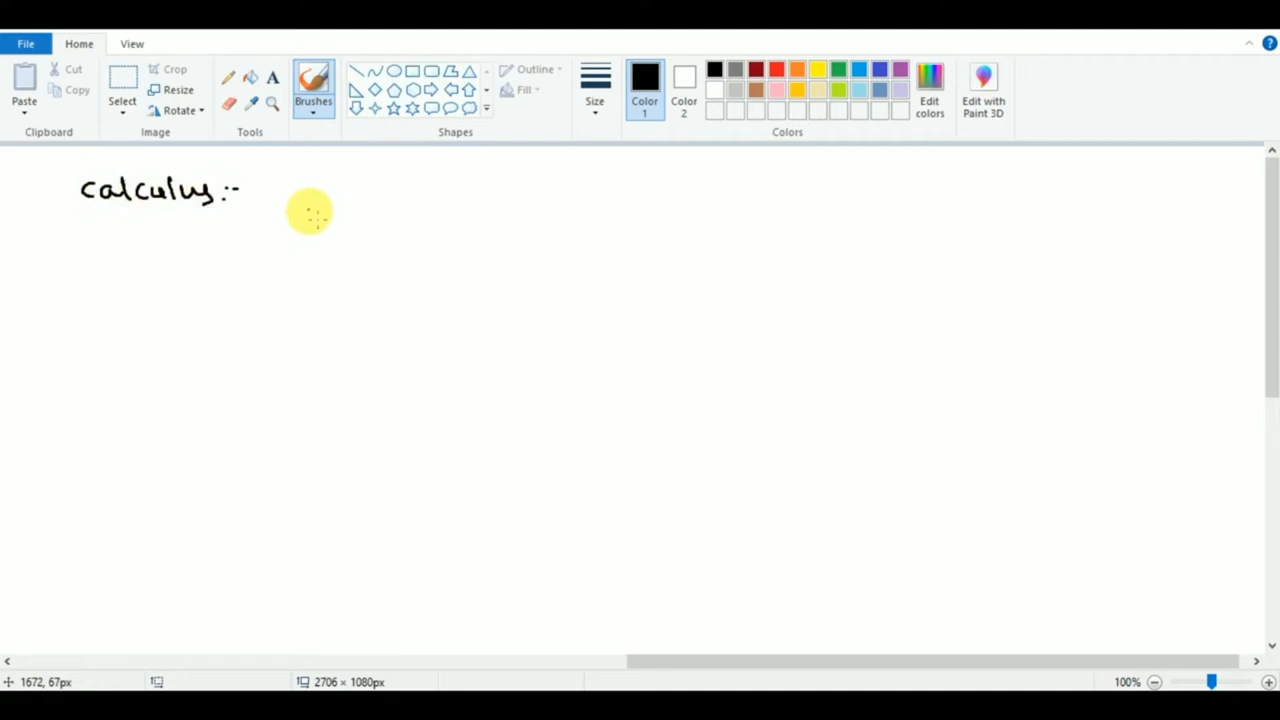 File Home View
Paste Cut Copy Select Crop Resize Rotate Brushes Outline Fill Size Color 1 Color 2 Edit colors Edit with Paint 3D
Clipboard Image Tools Shapes Colors
calculus :-
1672, 67px 2706 × 1080px 100%